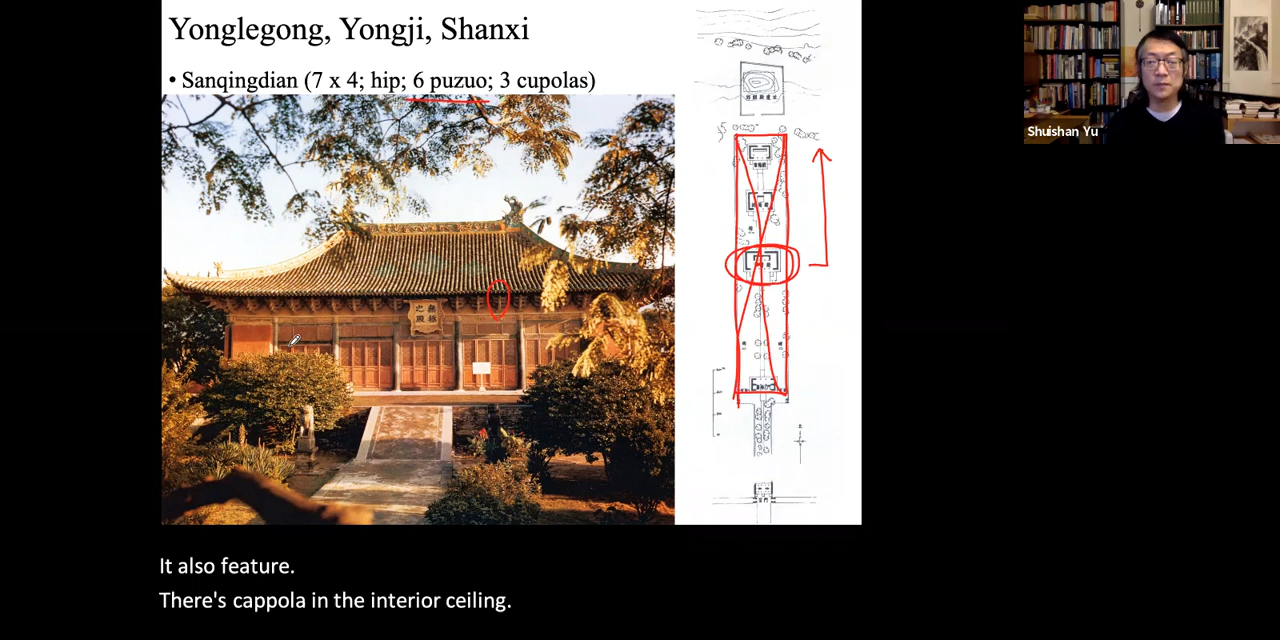 Yonglegong, Yongji, Shanxi
• Sanqingdian (7 x 4; hip; 6 puzuo; 3 cupolas)
Shuishan Yu
It also feature.
There's cappola in the interior ceiling.